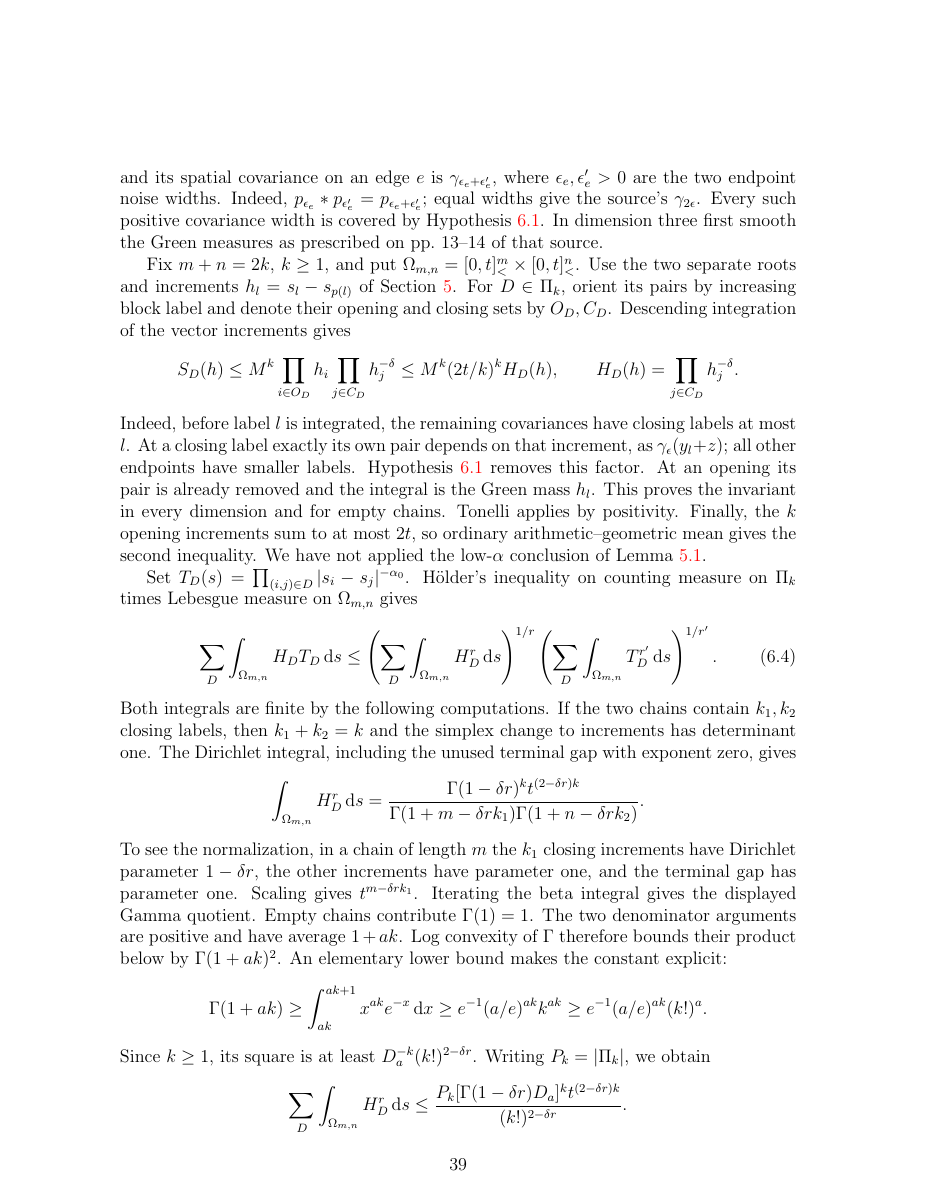 and its spatial covariance on an edge e is γ_{ϵ_e+ϵ′_e}, where ϵ_e, ϵ′_e > 0 are the two endpoint
noise widths. Indeed, p_{ϵ_e} ∗ p_{ϵ′_e} = p_{ϵ_e+ϵ′_e}; equal widths give the source's γ_{2ϵ}. Every such
positive covariance width is covered by Hypothesis 6.1. In dimension three first smooth
the Green measures as prescribed on pp. 13–14 of that source.
Fix m + n = 2k, k ≥ 1, and put Ω_{m,n} = [0, t]^m_< × [0, t]^n_<. Use the two separate roots
and increments h_l = s_l − s_{p(l)} of Section 5. For D ∈ Π_k, orient its pairs by increasing
block label and denote their opening and closing sets by O_D, C_D. Descending integration
of the vector increments gives
S_D(h) ≤ M^k ∏_{i∈O_D} h_i ∏_{j∈C_D} h_j^{−δ} ≤ M^k(2t/k)^k H_D(h), H_D(h) = ∏_{j∈C_D} h_j^{−δ}.
Indeed, before label l is integrated, the remaining covariances have closing labels at most
l. At a closing label exactly its own pair depends on that increment, as γ_ϵ(y_l+z); all other
endpoints have smaller labels. Hypothesis 6.1 removes this factor. At an opening its
pair is already removed and the integral is the Green mass h_l. This proves the invariant
in every dimension and for empty chains. Tonelli applies by positivity. Finally, the k
opening increments sum to at most 2t, so ordinary arithmetic–geometric mean gives the
second inequality. We have not applied the low-α conclusion of Lemma 5.1.
Set T_D(s) = ∏_{(i,j)∈D} |s_i − s_j|^{−α_0}. Hölder's inequality on counting measure on Π_k
times Lebesgue measure on Ω_{m,n} gives
∑_D ∫_{Ω_{m,n}} H_D T_D ds ≤ (∑_D ∫_{Ω_{m,n}} H_D^r ds)^{1/r} (∑_D ∫_{Ω_{m,n}} T_D^{r′} ds)^{1/r′}. (6.4)
Both integrals are finite by the following computations. If the two chains contain k_1, k_2
closing labels, then k_1 + k_2 = k and the simplex change to increments has determinant
one. The Dirichlet integral, including the unused terminal gap with exponent zero, gives
∫_{Ω_{m,n}} H_D^r ds = Γ(1 − δr)^k t^{(2−δr)k} / Γ(1 + m − δrk_1)Γ(1 + n − δrk_2).
To see the normalization, in a chain of length m the k_1 closing increments have Dirichlet
parameter 1 − δr, the other increments have parameter one, and the terminal gap has
parameter one. Scaling gives t^{m−δrk_1}. Iterating the beta integral gives the displayed
Gamma quotient. Empty chains contribute Γ(1) = 1. The two denominator arguments
are positive and have average 1+ak. Log convexity of Γ therefore bounds their product
below by Γ(1 + ak)^2. An elementary lower bound makes the constant explicit:
Γ(1 + ak) ≥ ∫_{ak}^{ak+1} x^{ak}e^{−x} dx ≥ e^{−1}(a/e)^{ak}k^{ak} ≥ e^{−1}(a/e)^{ak}(k!)^a.
Since k ≥ 1, its square is at least D_a^{−k}(k!)^{2−δr}. Writing P_k = |Π_k|, we obtain
∑_D ∫_{Ω_{m,n}} H_D^r ds ≤ P_k[Γ(1 − δr)D_a]^k t^{(2−δr)k} / (k!)^{2−δr}.
39